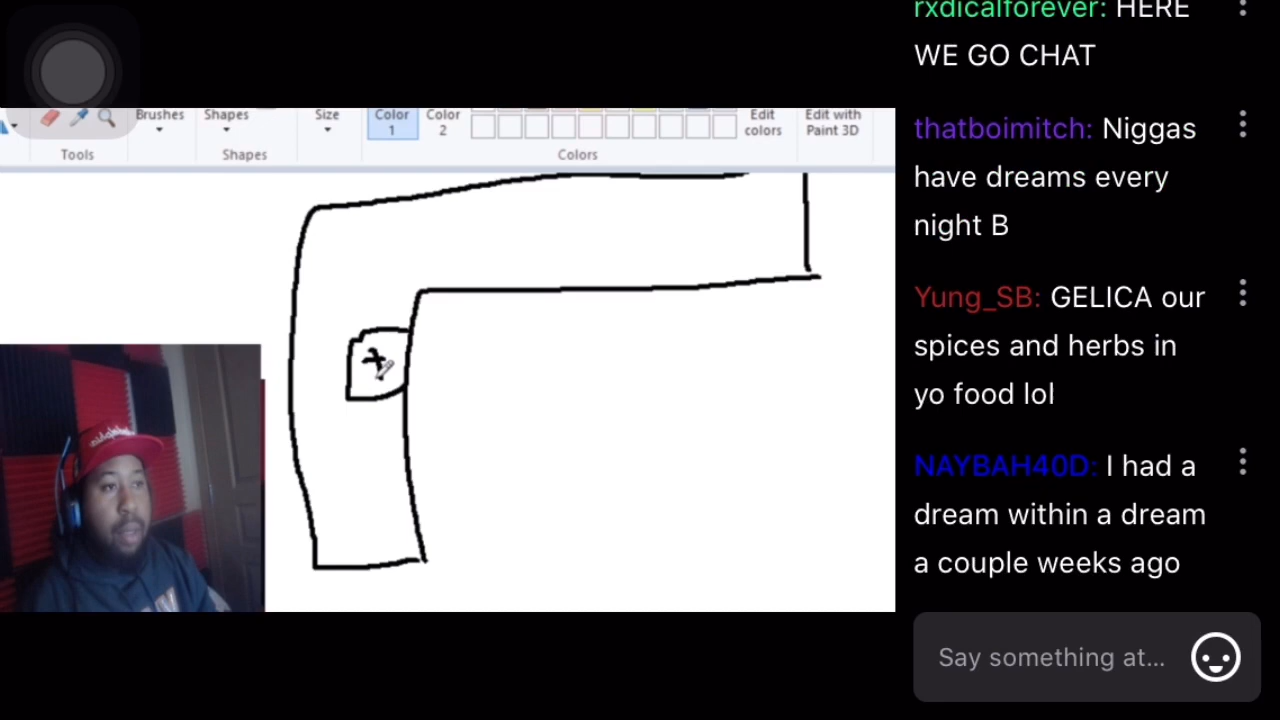 rxdicalforever: HERE
WE GO CHAT
Brushes
Shapes
Size
Color
1
Color
2
Edit
colors
Edit with
Paint 3D
Tools
Shapes
Colors
thatboimitch: Niggas
have dreams every
night B
Yung_SB: GELICA our
spices and herbs in
yo food lol
NAYBAH40D: I had a
dream within a dream
a couple weeks ago
Say something at...